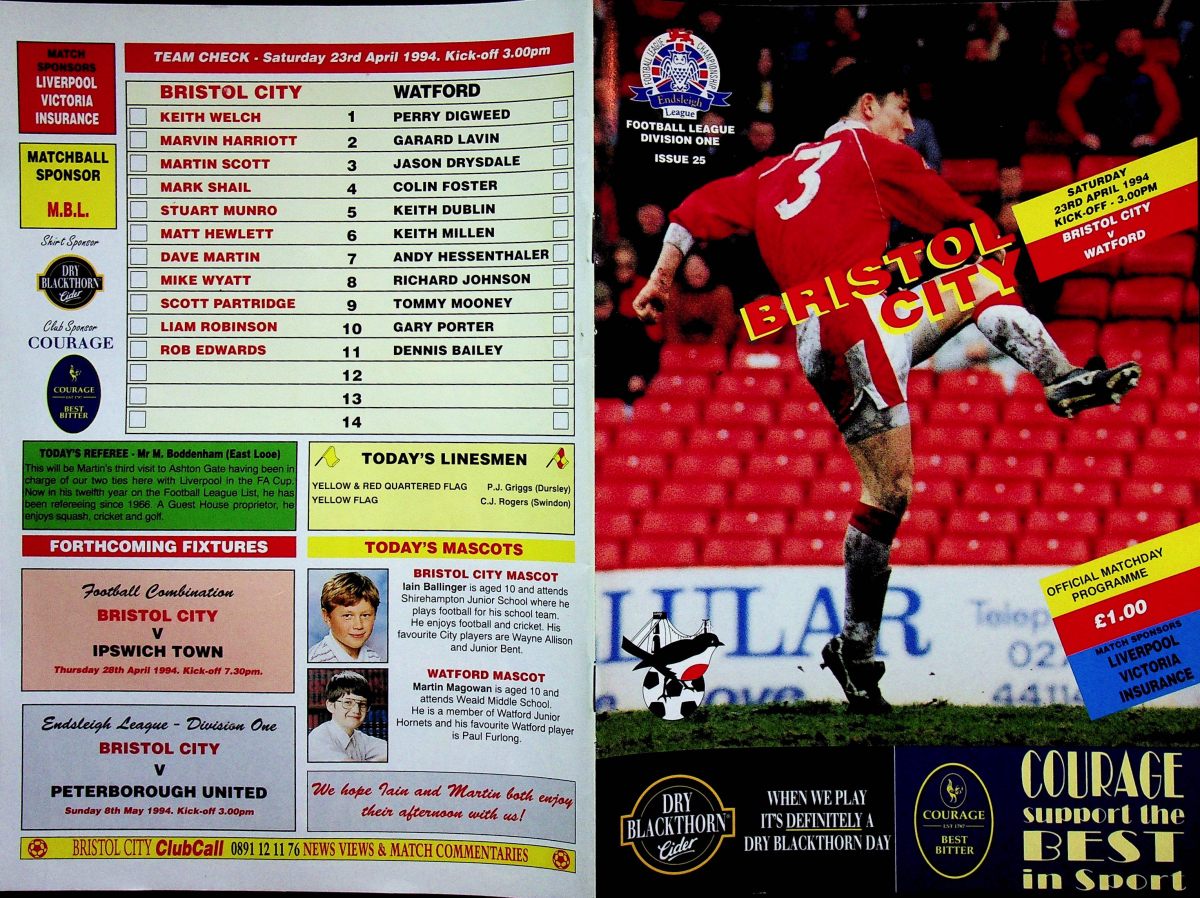 MATCH
SPONSORS
LIVERPOOL
VICTORIA
INSURANCE
MATCHBALL
SPONSOR
M.B.L.
Shirt Sponsor
DRY
BLACKTHORN
Cider
Club Sponsor
COURAGE
COURAGE
EST 1787
BEST
BITTER
TEAM CHECK - Saturday 23rd April 1994. Kick-off 3.00pm
BRISTOL CITY WATFORD
KEITH WELCH 1 PERRY DIGWEED
MARVIN HARRIOTT 2 GARARD LAVIN
MARTIN SCOTT 3 JASON DRYSDALE
MARK SHAIL 4 COLIN FOSTER
STUART MUNRO 5 KEITH DUBLIN
MATT HEWLETT 6 KEITH MILLEN
DAVE MARTIN 7 ANDY HESSENTHALER
MIKE WYATT 8 RICHARD JOHNSON
SCOTT PARTRIDGE 9 TOMMY MOONEY
LIAM ROBINSON 10 GARY PORTER
ROB EDWARDS 11 DENNIS BAILEY
12
13
14
TODAY'S REFEREE - Mr M. Boddenham (East Looe)
This will be Martin's third visit to Ashton Gate having been in
charge of our two ties here with Liverpool in the FA Cup.
Now in his twelfth year on the Football League List, he has
been refereeing since 1966. A Guest House proprietor, he
enjoys squash, cricket and golf.
TODAY'S LINESMEN
YELLOW & RED QUARTERED FLAG P.J. Griggs (Dursley)
YELLOW FLAG C.J. Rogers (Swindon)
FORTHCOMING FIXTURES
Football Combination
BRISTOL CITY
V
IPSWICH TOWN
Thursday 28th April 1994. Kick-off 7.30pm.
Endsleigh League - Division One
BRISTOL CITY
V
PETERBOROUGH UNITED
Sunday 8th May 1994. Kick-off 3.00pm
TODAY'S MASCOTS
BRISTOL CITY MASCOT
Iain Ballinger is aged 10 and attends
Shirehampton Junior School where he
plays football for his school team.
He enjoys football and cricket. His
favourite City players are Wayne Allison
and Junior Bent.
WATFORD MASCOT
Martin Magowan is aged 10 and
attends Weald Middle School.
He is a member of Watford Junior
Hornets and his favourite Watford player
is Paul Furlong.
We hope Iain and Martin both enjoy
their afternoon with us!
BRISTOL CITY ClubCall 0891 12 11 76 NEWS VIEWS & MATCH COMMENTARIES
FOOTBALL LEAGUE CHAMPIONSHIP
Endsleigh
League
FOOTBALL LEAGUE
DIVISION ONE
ISSUE 25
3
SATURDAY
23RD APRIL 1994
KICK-OFF - 3.00PM
BRISTOL CITY
v
WATFORD
BRISTOL
CITY
ULAR
Telep
02
4411
OFFICIAL MATCHDAY
PROGRAMME
£1.00
MATCH SPONSORS
LIVERPOOL
VICTORIA
INSURANCE
DRY
BLACKTHORN
Cider
WHEN WE PLAY
IT'S DEFINITELY A
DRY BLACKTHORN DAY
COURAGE
EST 1787
BEST
BITTER
COURAGE
support the
BEST
in Sport